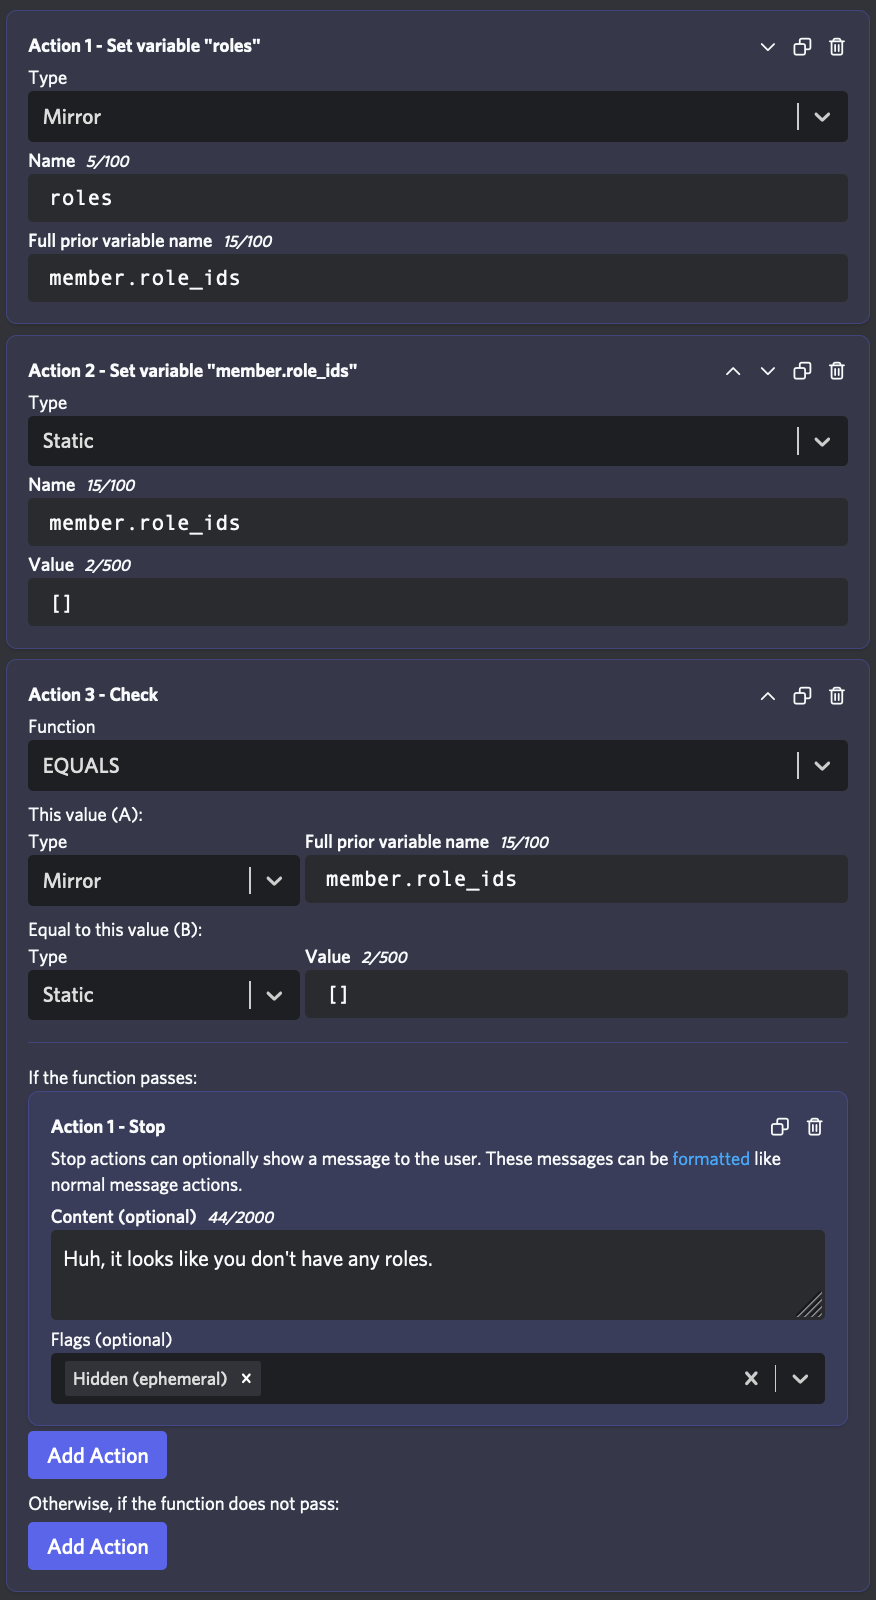 Action 1 - Set variable "roles"
Type
Mirror
Name 5/100
roles
Full prior variable name 15/100
member.role_ids
Action 2 - Set variable "member.role_ids"
Type
Static
Name 15/100
member.role_ids
Value 2/500
[]
Action 3 - Check
Function
EQUALS
This value (A):
Type Full prior variable name 15/100
Mirror member.role_ids
Equal to this value (B):
Type Value 2/500
Static []
If the function passes:
Action 1 - Stop
Stop actions can optionally show a message to the user. These messages can be formatted like
normal message actions.
Content (optional) 44/2000
Huh, it looks like you don't have any roles.
Flags (optional)
Hidden (ephemeral)
Add Action
Otherwise, if the function does not pass:
Add Action